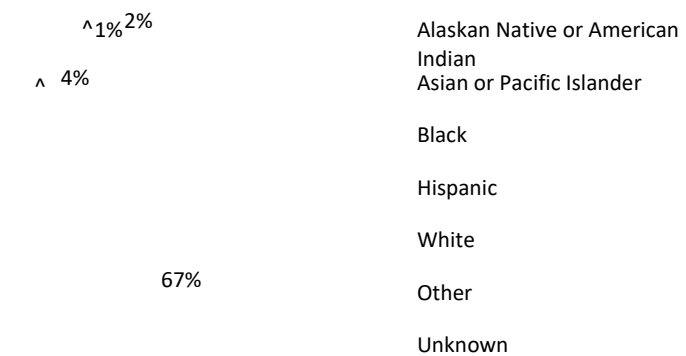 ^1% 2%
^ 4%
67%
Alaskan Native or American
Indian
Asian or Pacific Islander
Black
Hispanic
White
Other
Unknown